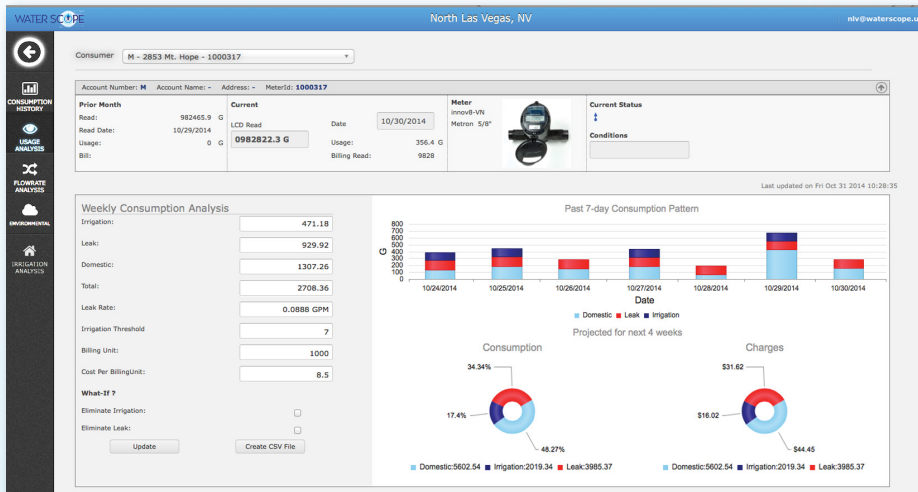 WATER SCOPE
North Las Vegas, NV
nlv@waterscope.u
Consumer
M - 2853 Mt. Hope - 1000317
CONSUMPTION
HISTORY
USAGE
ANALYSIS
FLOWRATE
ANALYSIS
ENVIRONMENTAL
IRRIGATION
ANALYSIS
Account Number: M Account Name: - Address: - MeterId: 1000317
Prior Month
Read: 982465.9 G
Read Date: 10/29/2014
Usage: 0 G
Bill:
Current
LCD Read
0982822.3 G
Date 10/30/2014
Usage: 356.4 G
Billing Read: 9828
Meter
innov8-VN
Metron 5/8"
Current Status
Conditions
Last updated on Fri Oct 31 2014 10:28:35
Weekly Consumption Analysis
Irrigation: 471.18
Leak: 929.92
Domestic: 1307.26
Total: 2708.36
Leak Rate: 0.0888 GPM
Irrigation Threshold 7
Billing Unit: 1000
Cost Per BillingUnit: 8.5
What-If ?
Eliminate Irrigation:
Eliminate Leak:
Update
Create CSV File
Past 7-day Consumption Pattern
G
800
700
600
500
400
300
200
100
0
10/24/2014 10/25/2014 10/26/2014 10/27/2014 10/28/2014 10/29/2014 10/30/2014
Date
Domestic Leak Irrigation
Projected for next 4 weeks
Consumption
34.34%
17.4%
48.27%
Domestic:5602.54 Irrigation:2019.34 Leak:3985.37
Charges
$31.62
$16.02
$44.45
Domestic:5602.54 Irrigation:2019.34 Leak:3985.37